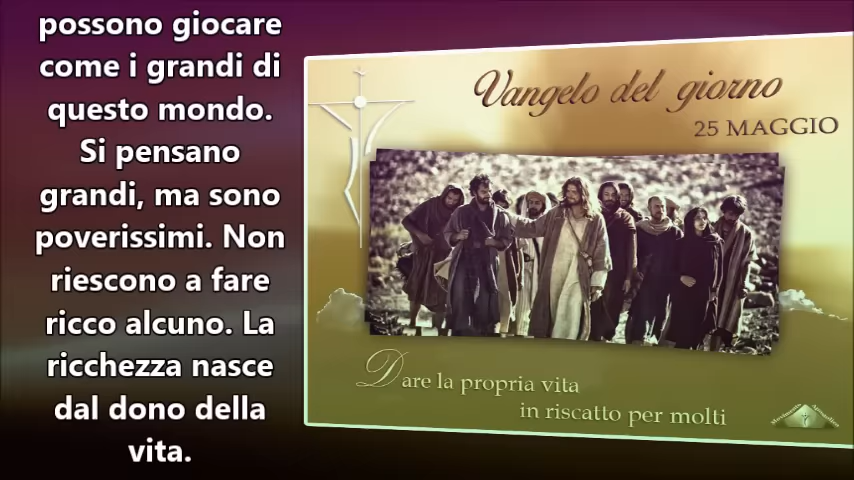 possono giocare
come i grandi di
questo mondo.
Si pensano
grandi, ma sono
poverissimi. Non
riescono a fare
ricco alcuno. La
ricchezza nasce
dal dono della
vita.
Vangelo del giorno
25 MAGGIO
Dare la propria vita
in riscatto per molti